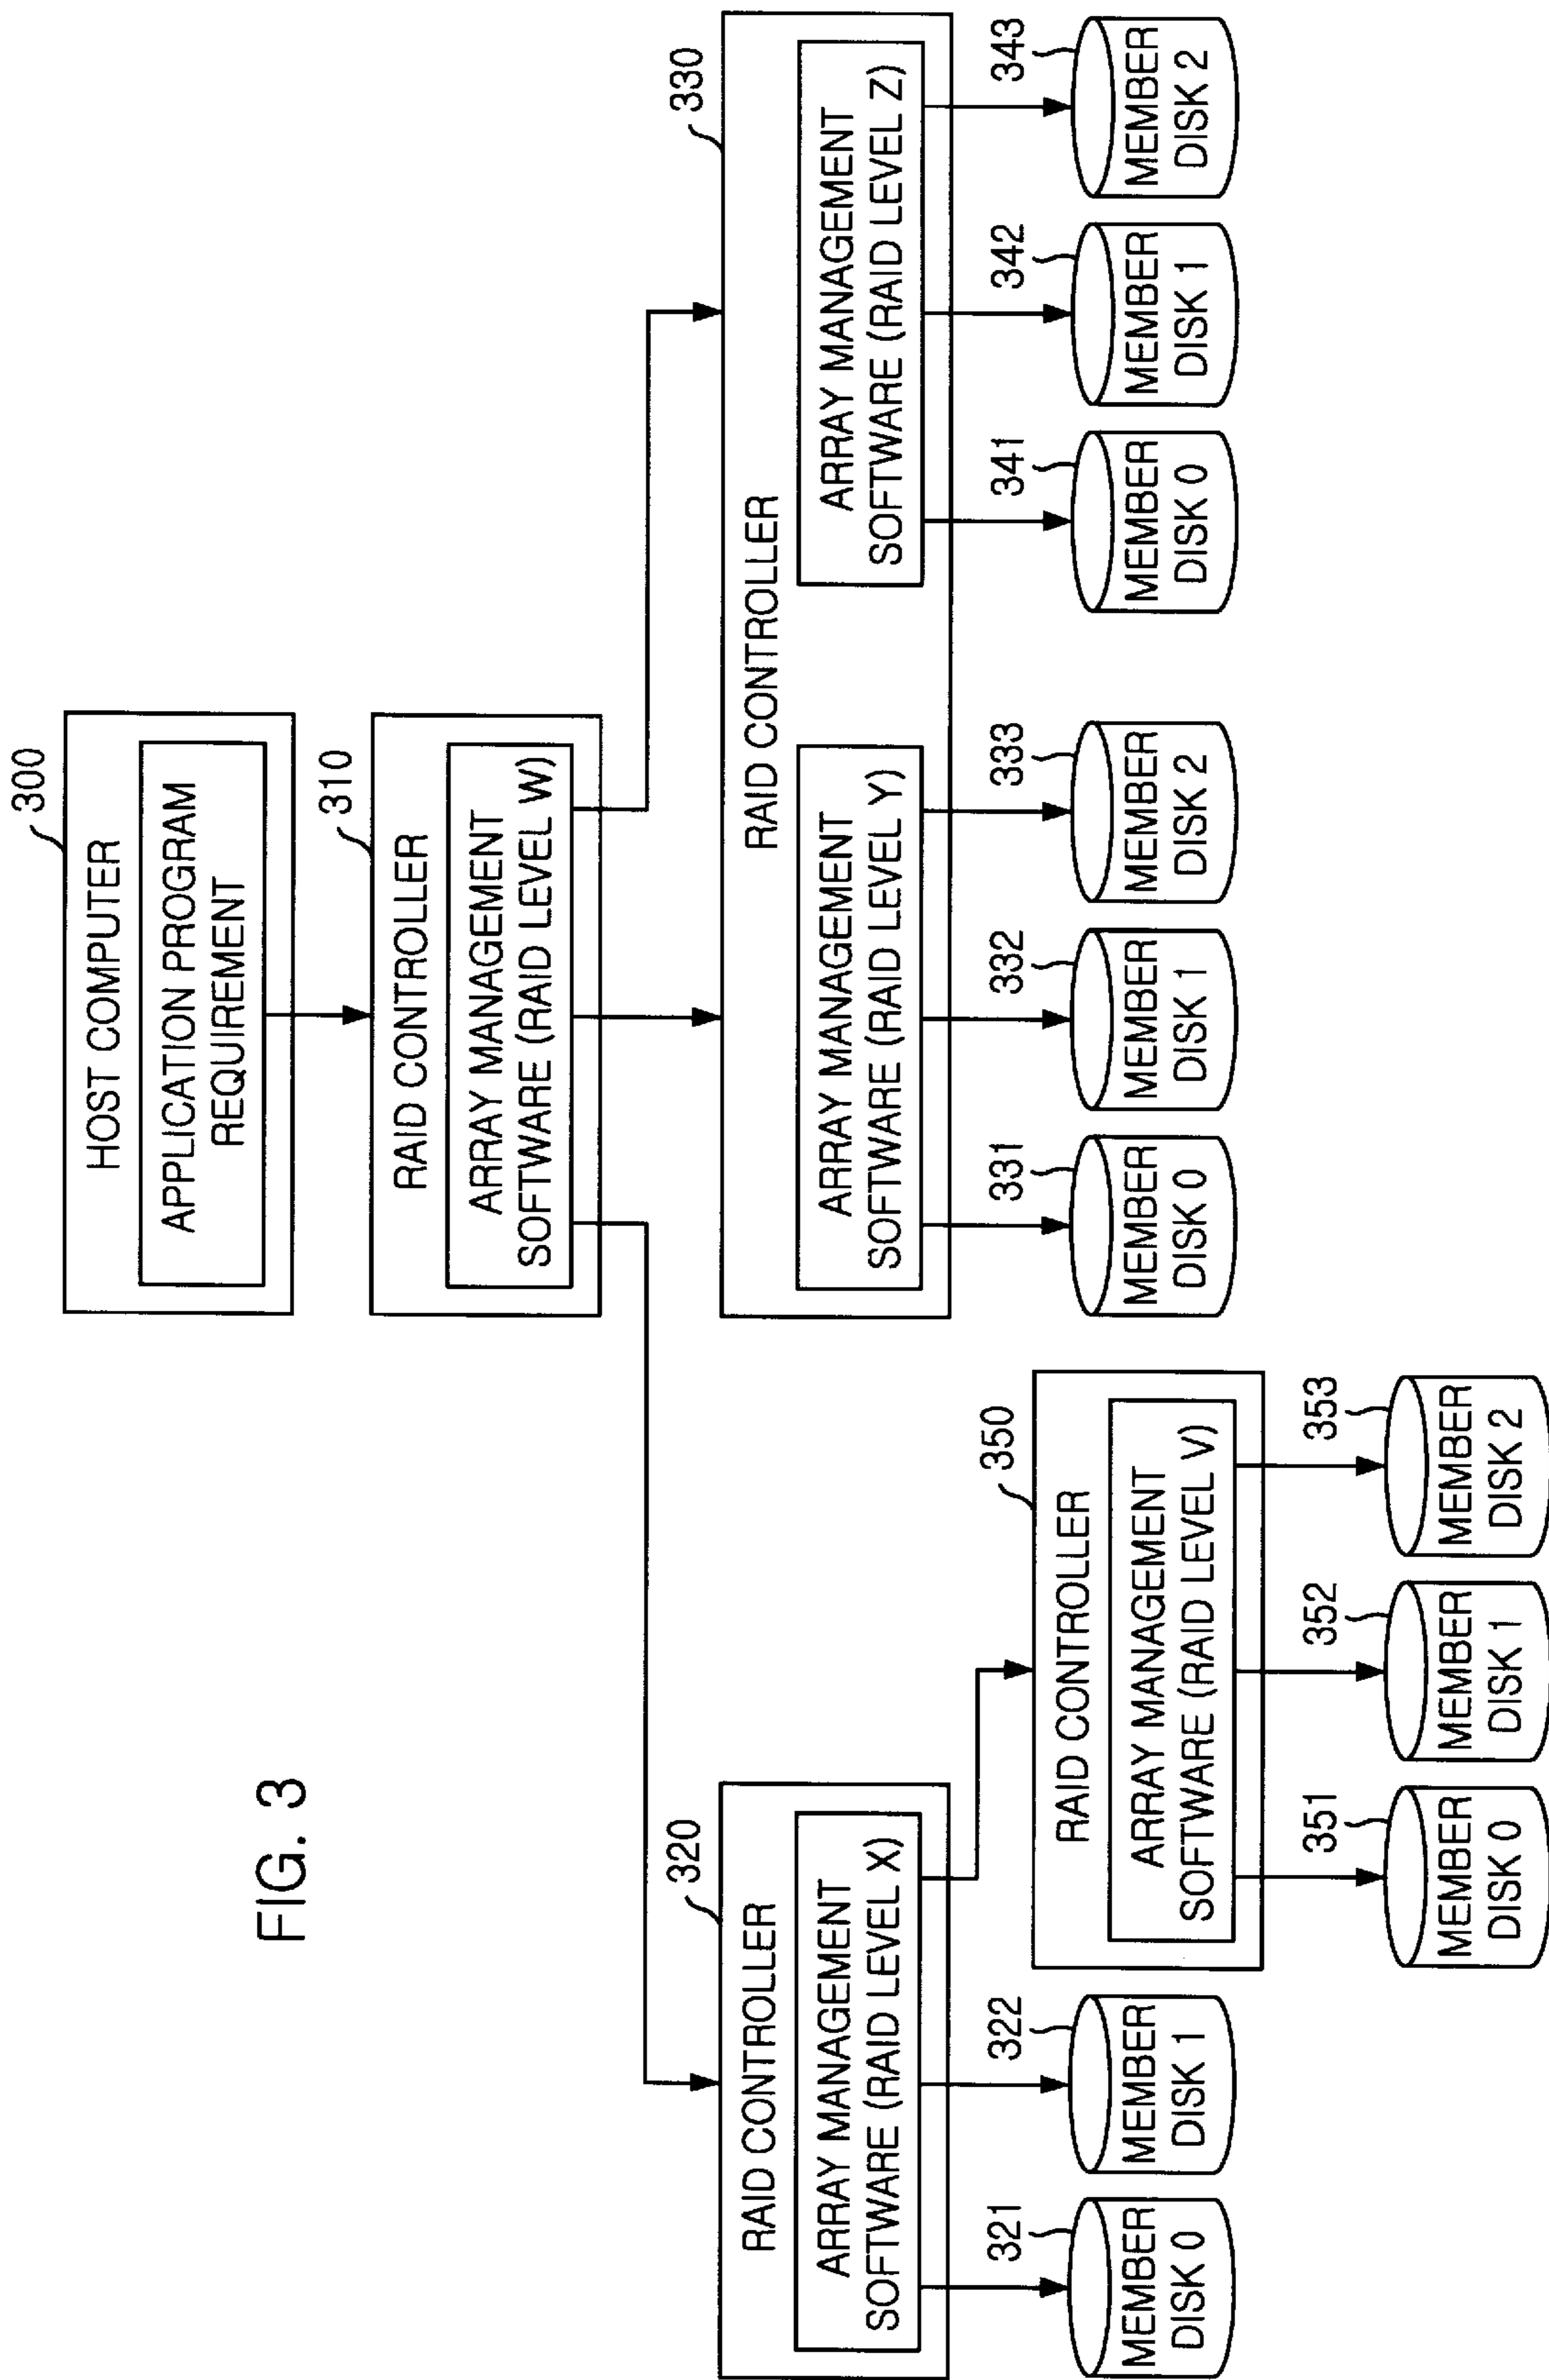 FIG. 3
300
HOST COMPUTER
APPLICATION PROGRAM
REQUIREMENT
310
RAID CONTROLLER
ARRAY MANAGEMENT
SOFTWARE (RAID LEVEL W)
320
RAID CONTROLLER
ARRAY MANAGEMENT
SOFTWARE (RAID LEVEL X)
330
RAID CONTROLLER
ARRAY MANAGEMENT
SOFTWARE (RAID LEVEL Y)
ARRAY MANAGEMENT
SOFTWARE (RAID LEVEL Z)
321
MEMBER
DISK 0
322
MEMBER
DISK 1
350
RAID CONTROLLER
ARRAY MANAGEMENT
SOFTWARE (RAID LEVEL V)
331
MEMBER
DISK 0
332
MEMBER
DISK 1
333
MEMBER
DISK 2
341
MEMBER
DISK 0
342
MEMBER
DISK 1
343
MEMBER
DISK 2
351
MEMBER
DISK 0
352
MEMBER
DISK 1
353
MEMBER
DISK 2